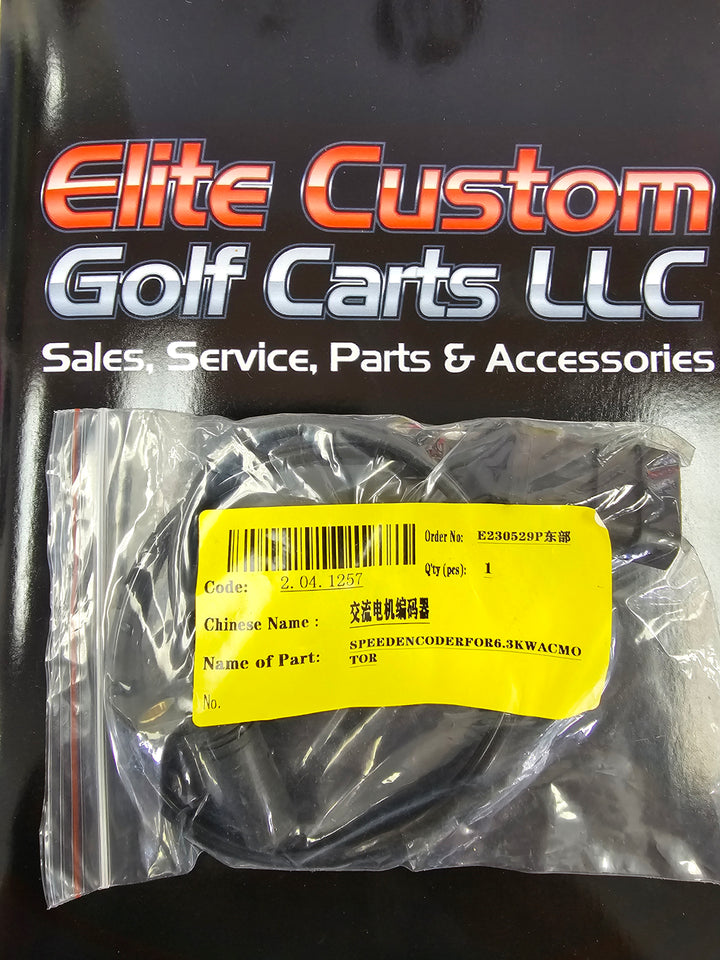 Elite Custom
Golf Carts LLC
Sales, Service, Parts & Accessories
Order No: E230529P东部
Code: 2.04.1257
Q'ty (pcs): 1
Chinese Name: 交流电机编码器
Name of Part: SPEEDENCODERFOR6.3KWACMO
TOR
No.